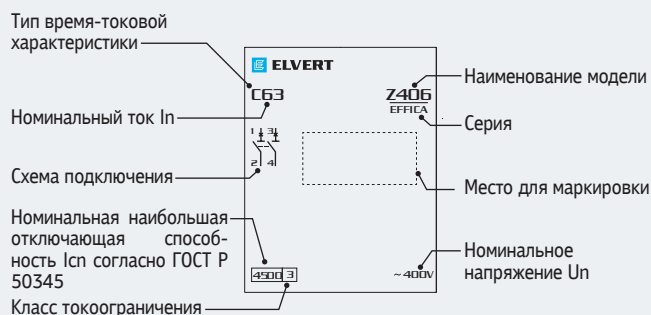 Тип время-токовой
характеристики
Номинальный ток In
Схема подключения
Номинальная наибольшая
отключающая способ-
ность Icn согласно ГОСТ Р
50345
Класс токоограничения
ELVERT
C63
Z406
EFFICA
1 3
2 4
4500 3
~400V
Наименование модели
Серия
Место для маркировки
Номинальное
напряжение Un